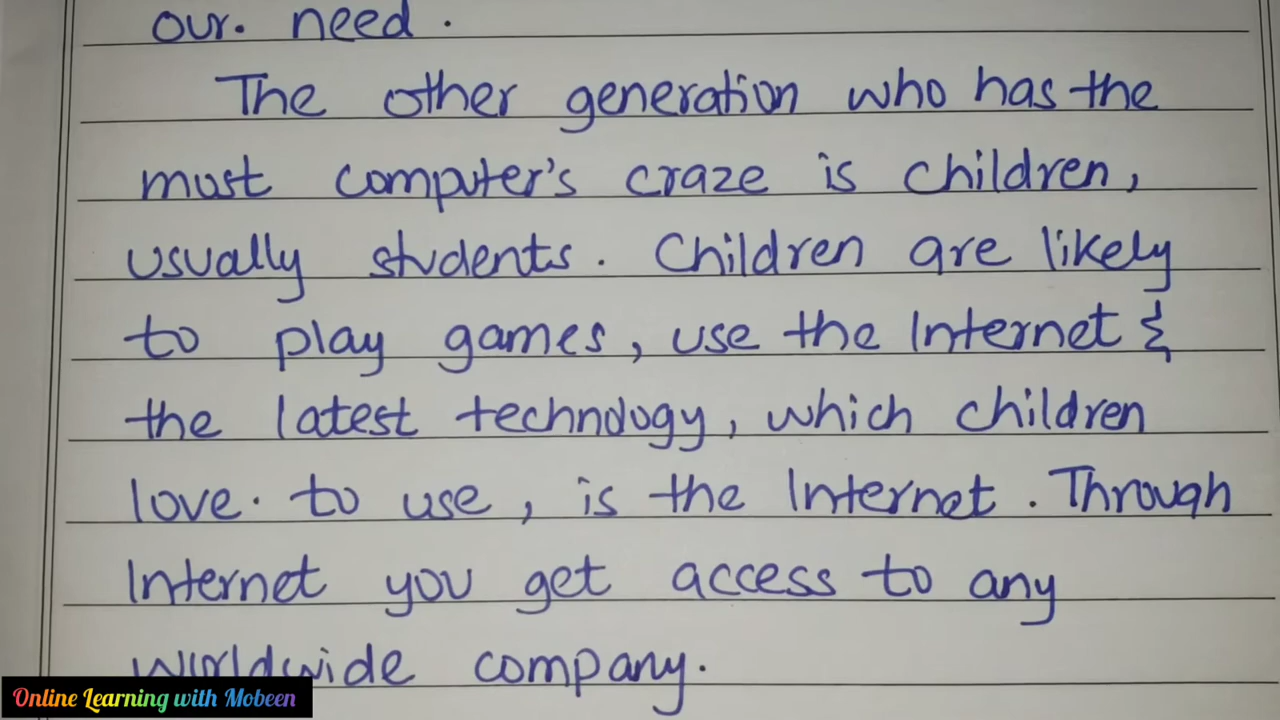 our. need.
The other generation who has the
most computer's craze is children,
usually students. Children are likely
to play games, use the Internet &
the latest technology, which children
love. to use, is the Internet. Through
Internet you get access to any
worldwide company.
Online Learning with Mobeen